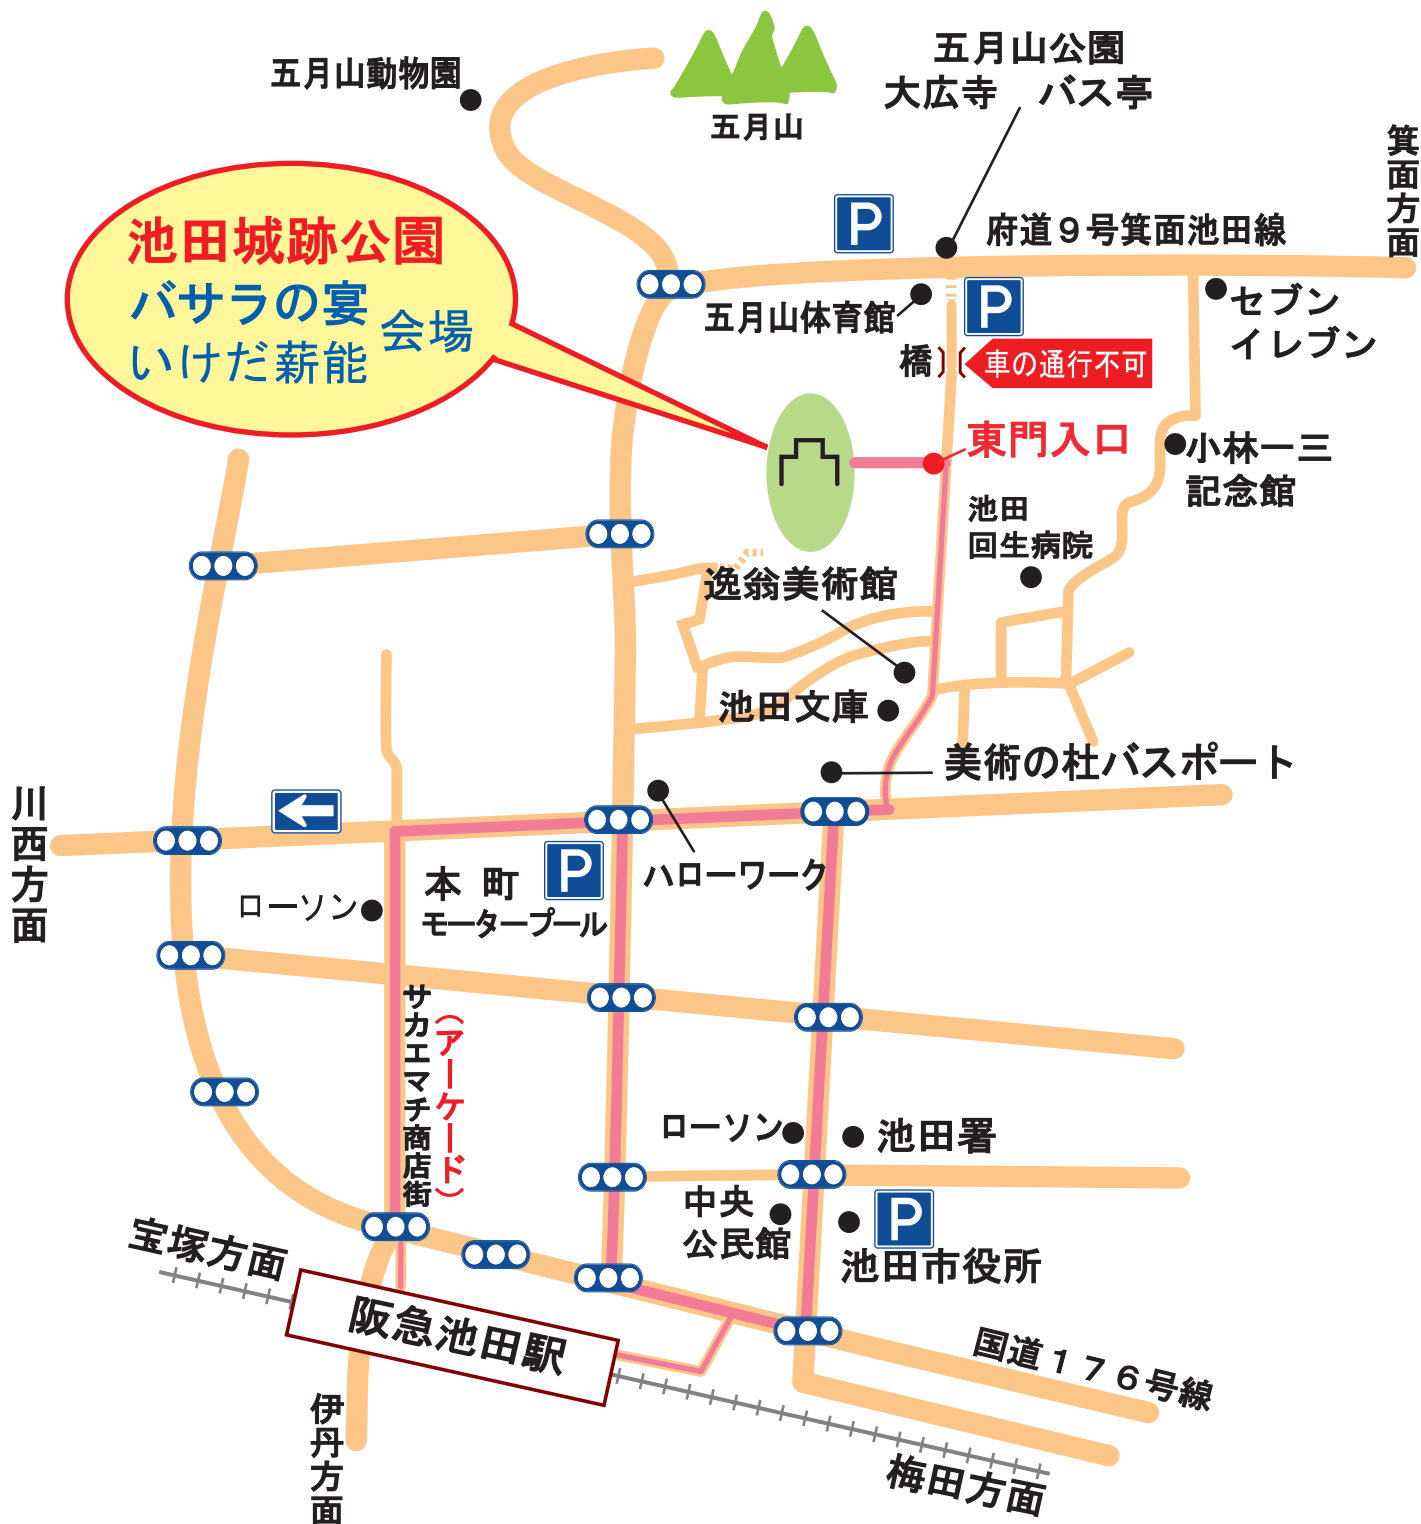 五月山公園
大広寺　バス亭
五月山動物園
五月山
箕面方面
P
府道９号箕面池田線
池田城跡公園
バサラの宴
いけだ薪能
会場
五月山体育館
P
セブン
イレブン
橋
車の通行不可
東門入口
小林一三
記念館
池田
回生病院
逸翁美術館
池田文庫
美術の杜バスポート
川西方面
ハローワーク
P
本町
モータープール
ローソン
サカエマチ商店街
（アーケード）
ローソン
池田署
中央
公民館
P
池田市役所
宝塚方面
阪急池田駅
国道１７６号線
伊丹方面
梅田方面